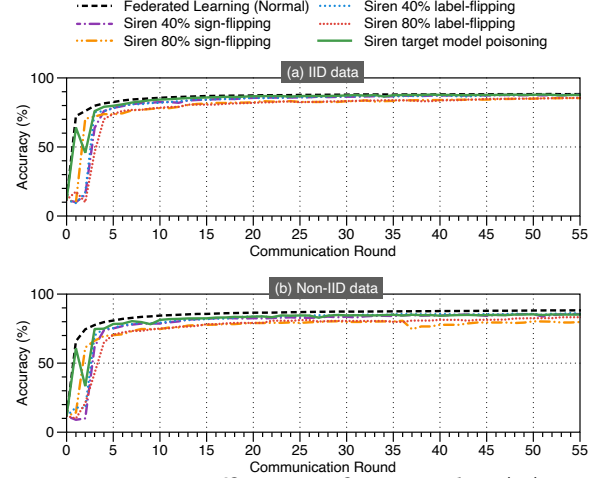 Federated Learning (Normal)
Siren 40% label-flipping
Siren 40% sign-flipping
Siren 80% label-flipping
Siren 80% sign-flipping
Siren target model poisoning
(a) IID data
100
50
0
Accuracy (%)
0 5 10 15 20 25 30 35 40 45 50 55
Communication Round
(b) Non-IID data
100
50
0
Accuracy (%)
0 5 10 15 20 25 30 35 40 45 50 55
Communication Round